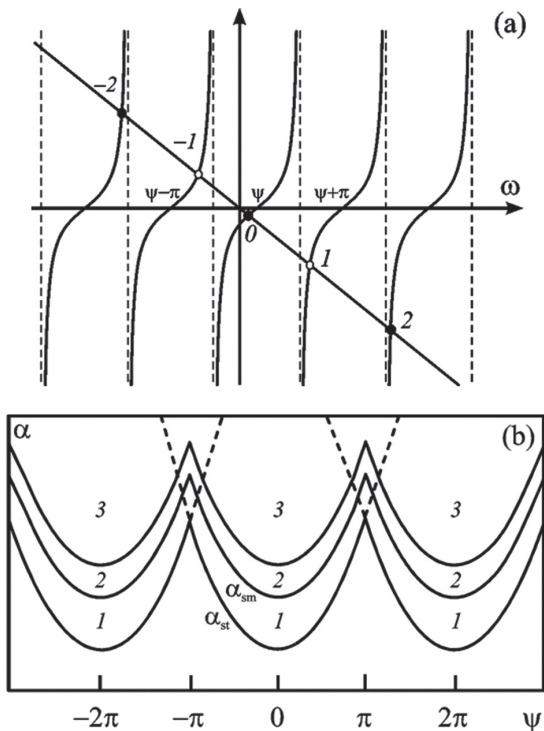 (a)
–2
–1
ψ–π ψ ψ+π ω
0 1
2
α (b)
3 3 3
2 2 2
α_sm
1 α_st 1 1
–2π –π 0 π 2π ψ